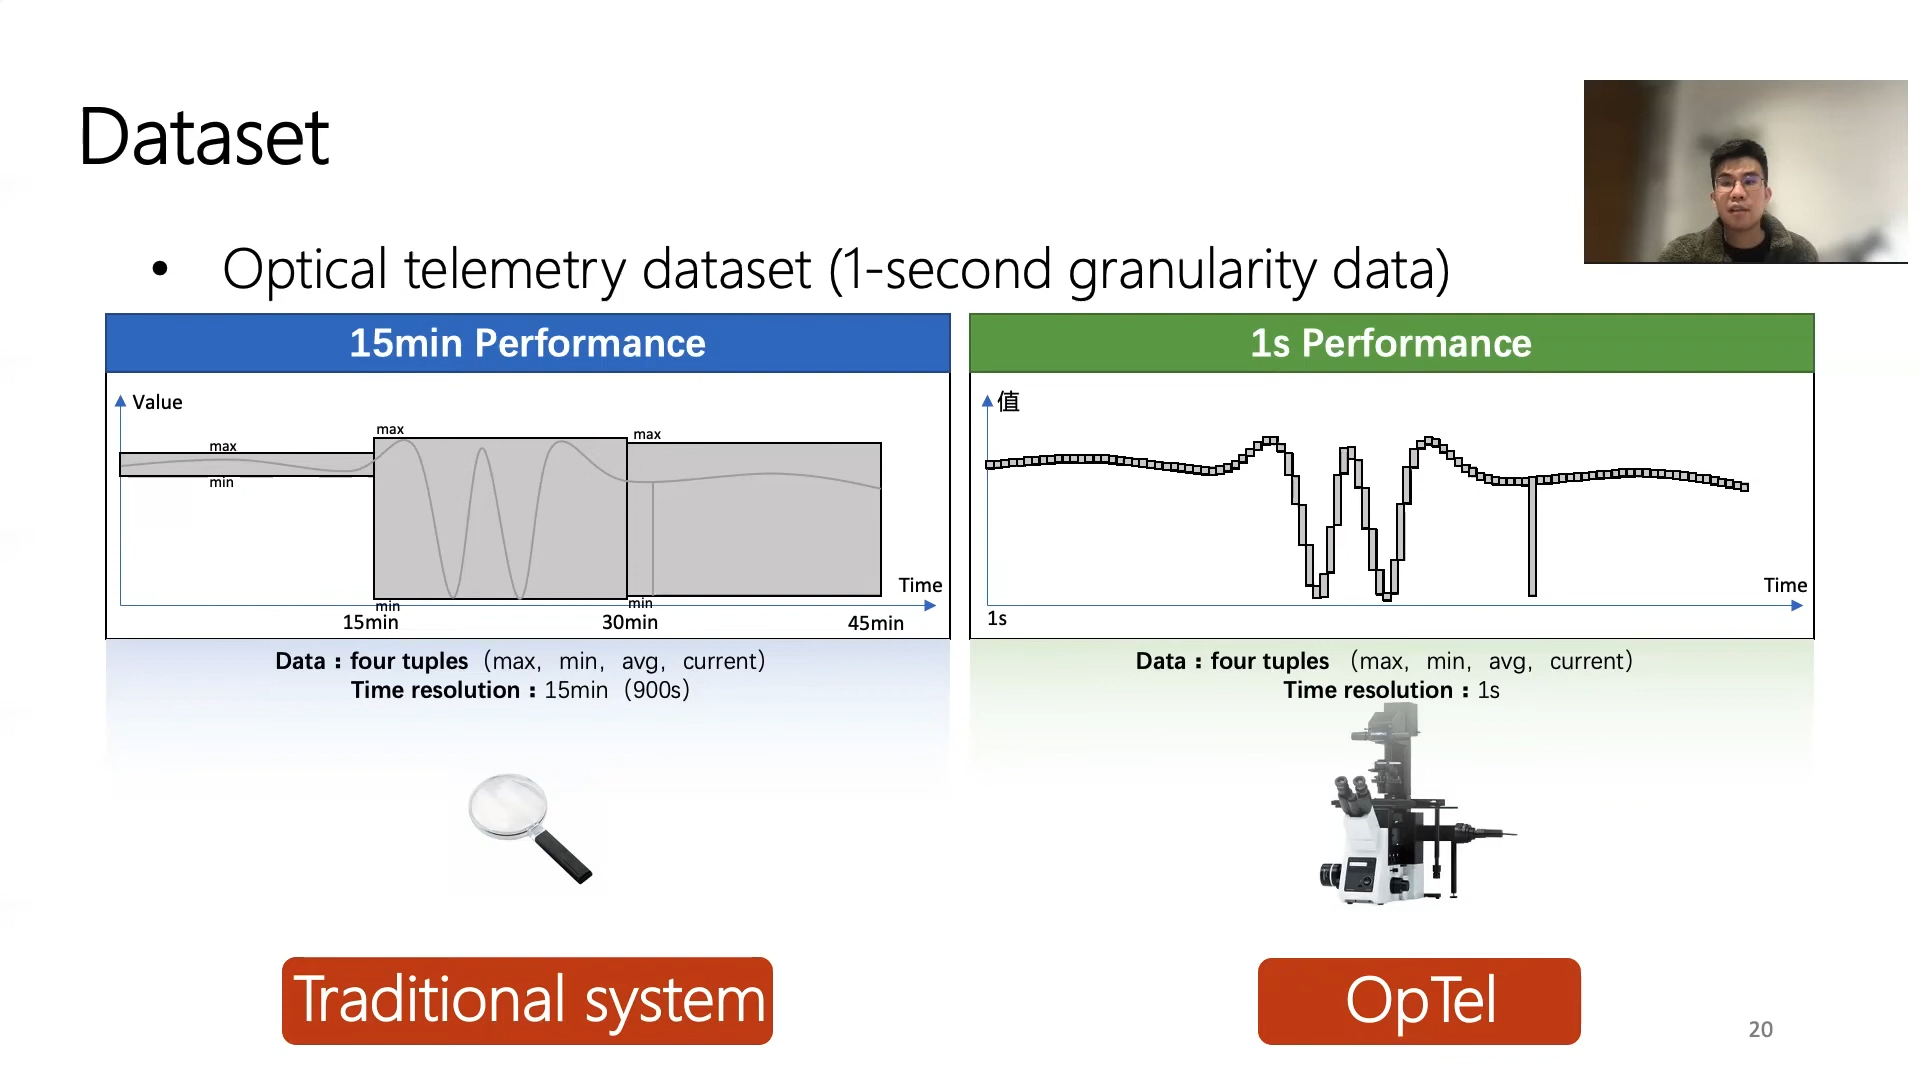 Dataset
• Optical telemetry dataset (1-second granularity data)
15min Performance
Value
max
min
max
min
max
min
Time
15min
30min
45min
Data：four tuples（max, min, avg, current）
Time resolution：15min（900s）
Traditional system
1s Performance
值
Time
1s
Data：four tuples （max, min, avg, current）
Time resolution：1s
OpTel
20